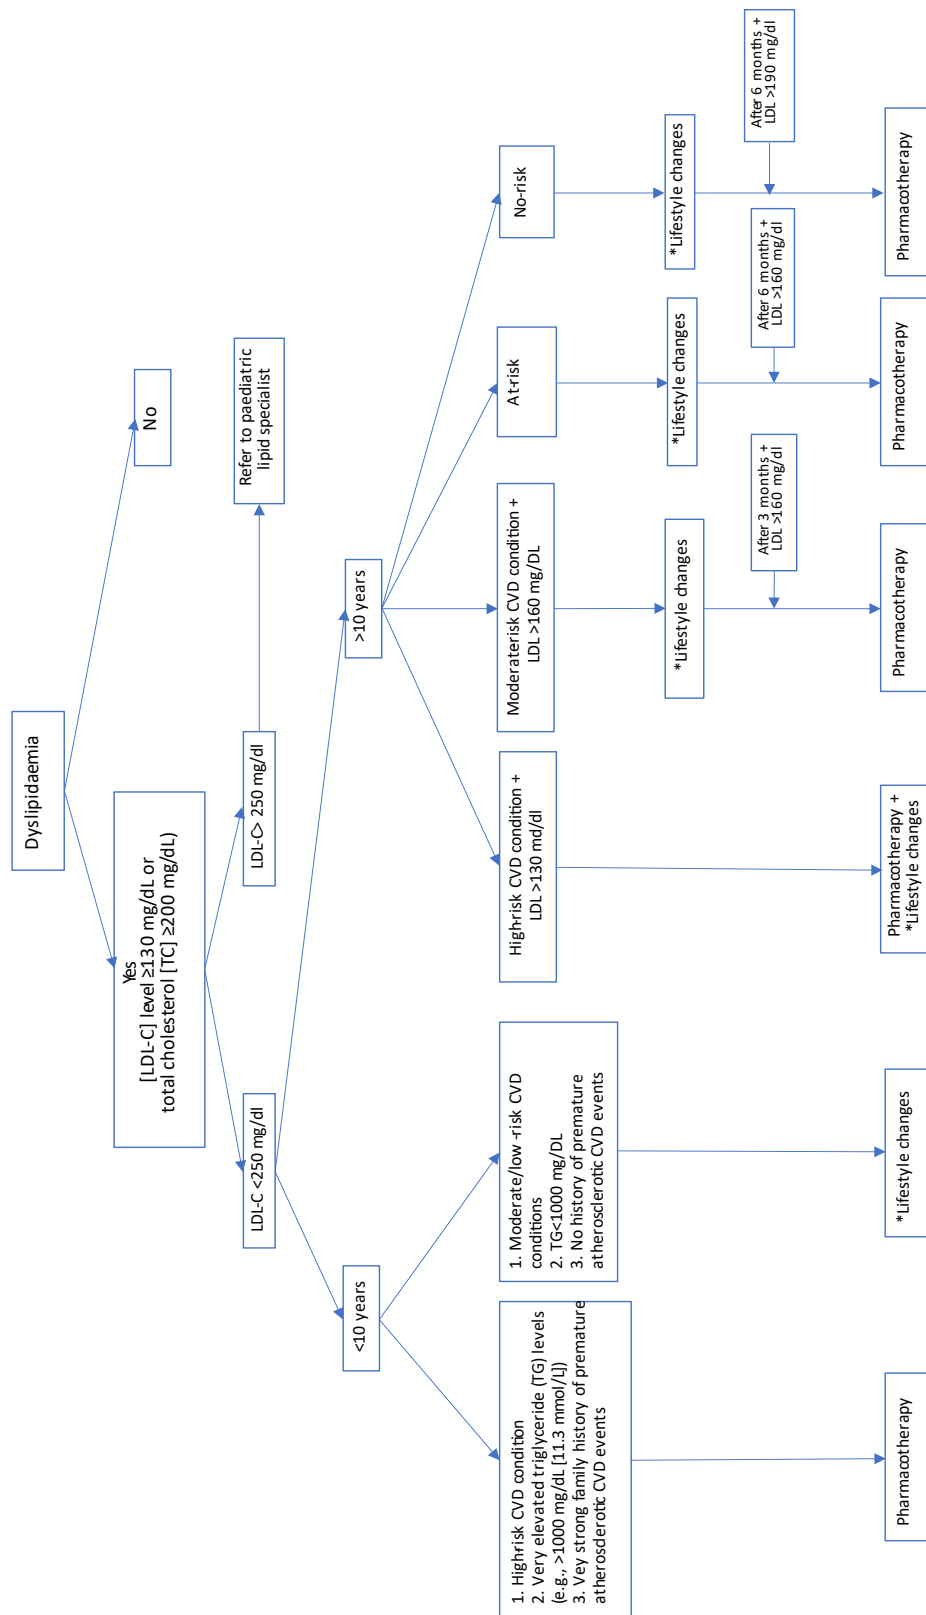 Dyslipidaemia
Yes
[LDL-C] level ≥130 mg/dL or
total cholesterol [TC] ≥200 mg/dL)
No
LDL-C <250 mg/dl
LDL-C> 250 mg/dl
Refer to paediatric
lipid specialist
<10 years
>10 years
1. High-risk CVD condition
2. Very elevated triglyceride (TG) levels
(e.g., >1000 mg/dL [11.3 mmol/L])
3. Vey strong family history of premature
atherosderotic CVD events
1. Moderate/low -risk CVD
conditions
2. TG<1000 mg/DL
3. No history of premature
atherosclerotic CVD events
High-risk CVD condition +
LDL >130 md/dl
Moderaterisk CVD condition +
LDL >160 mg/DL
At-risk
No-risk
*Lifestyle changes
*Lifestyle changes
*Lifestyle changes
After 3 months +
LDL >160 mg/dl
After 6 months +
LDL >160 mg/dl
After 6 months +
LDL >190 mg/dl
Pharmacotherapy
*Lifestyle changes
Pharmacotherapy +
*Lifestyle changes
Pharmacotherapy
Pharmacotherapy
Pharmacotherapy